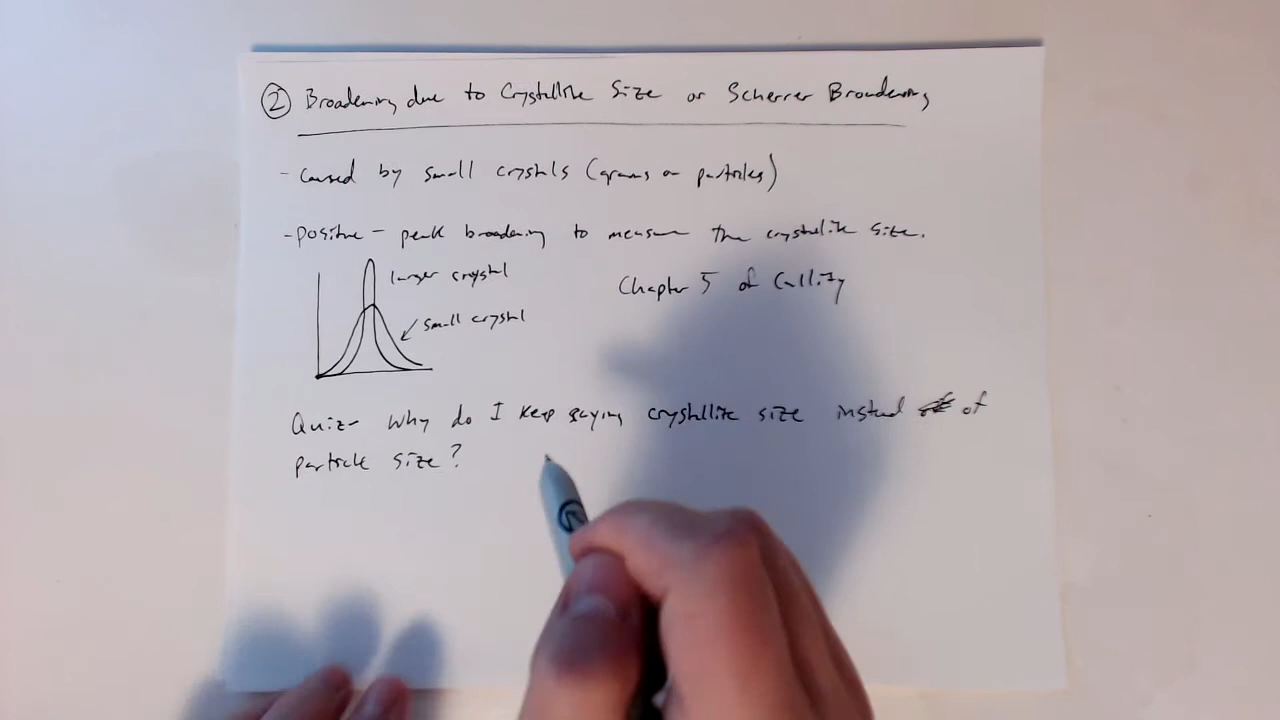 ② Broadening due to Crystallite Size or Scherrer Broadening
- caused by small crystals (grains or particles)
- positive - peak broadening to measure the crystallite size.
larger crystal
Chapter 5 of Cullity
small crystal
Quiz - Why do I keep saying crystallite size instead of
particle size?